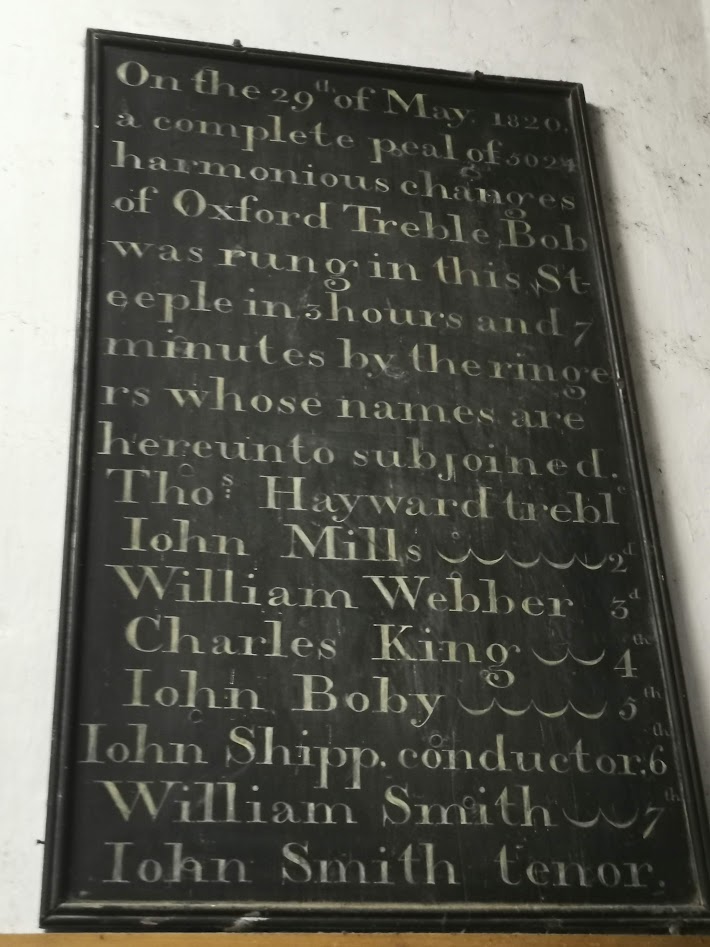 On the 29th of May. 1820.
a complete peal of 5024
harmonious changes
of Oxford Treble Bob
was rung in this St-
eeple in 3 hours and 7
minutes by the ringe
rs whose names are
hereunto subjoined.
Thos: Hayward treble
Iohn Mills 2d
William Webber 3d
Charles King 4th
Iohn Boby 5th
Iohn Shipp. conductor. 6th
William Smith 7th
Iohn Smith tenor.